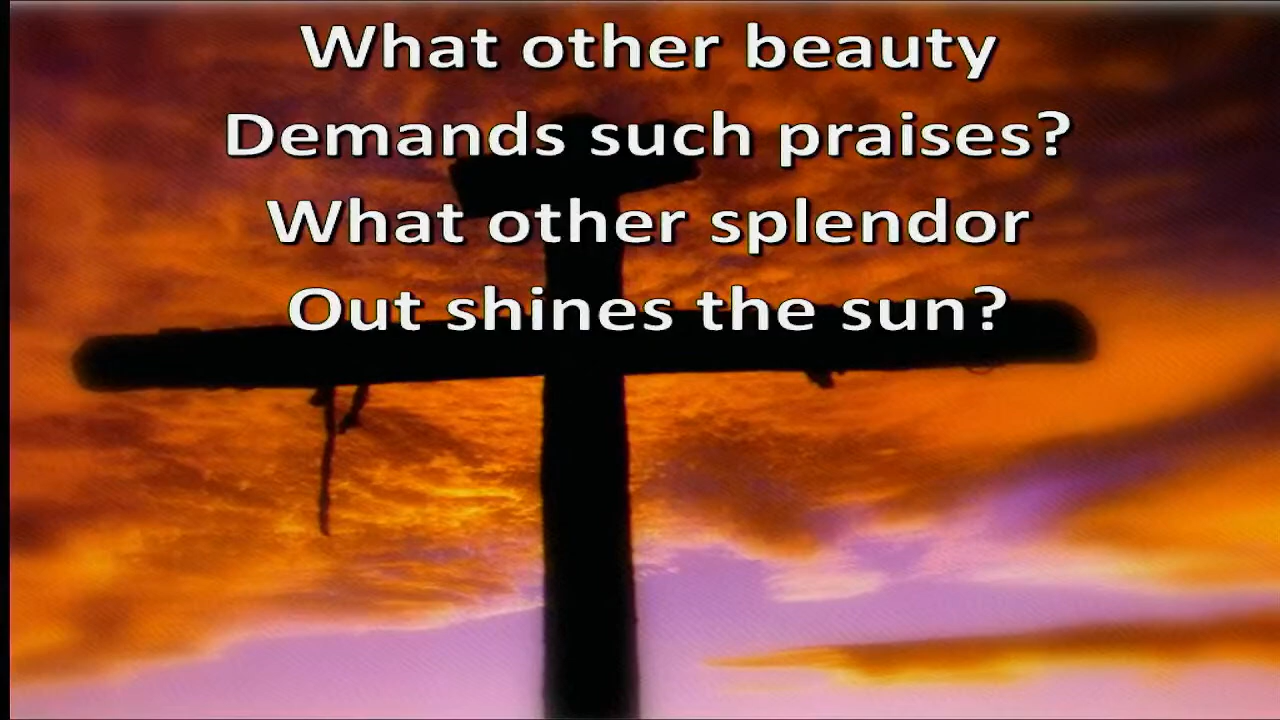 What other beauty
Demands such praises?
What other splendor
Out shines the sun?